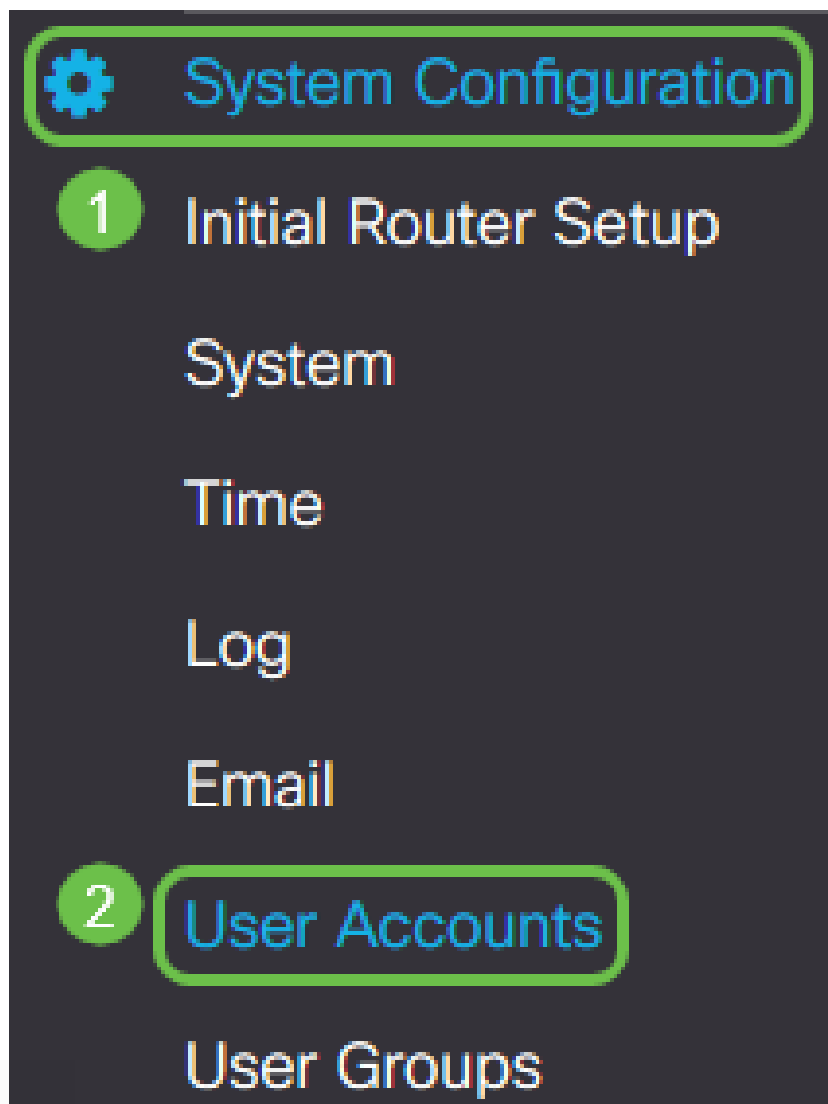 System Configuration
1 Initial Router Setup
System
Time
Log
Email
2 User Accounts
User Groups